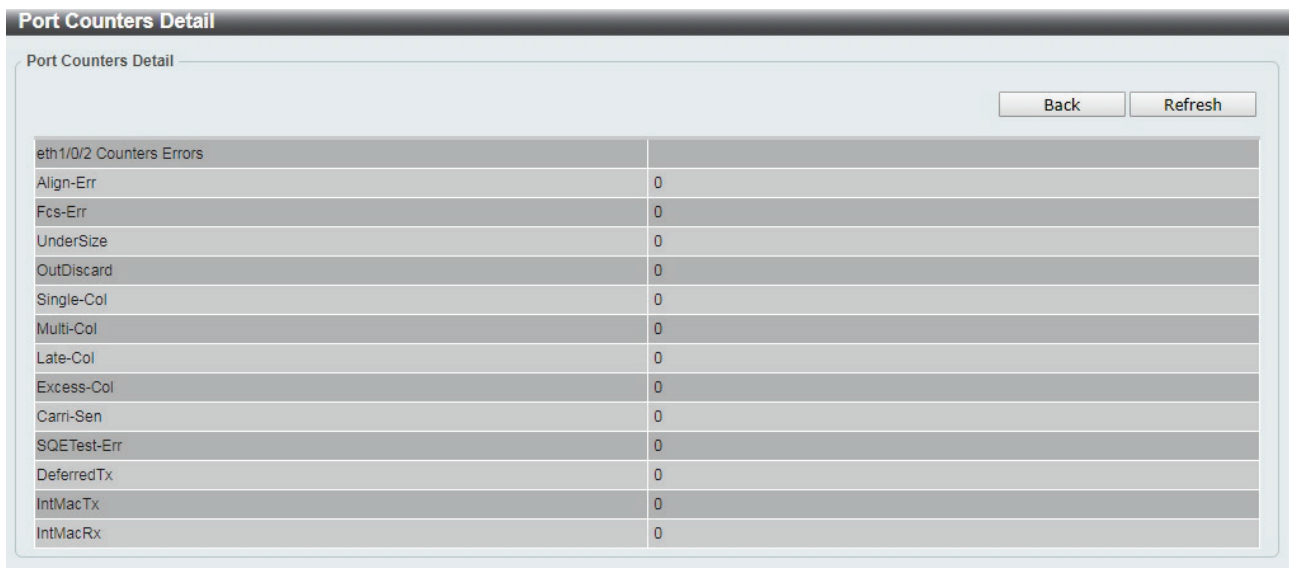 Port Counters Detail
Port Counters Detail
Back Refresh
eth1/0/2 Counters Errors
Align-Err 0
Fcs-Err 0
UnderSize 0
OutDiscard 0
Single-Col 0
Multi-Col 0
Late-Col 0
Excess-Col 0
Carri-Sen 0
SQETest-Err 0
DeferredTx 0
IntMacTx 0
IntMacRx 0